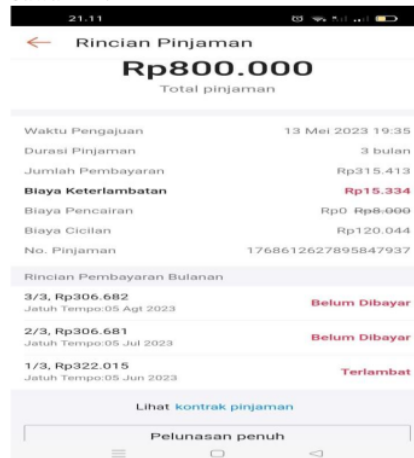 21.11
Rincian Pinjaman
Rp800.000
Total pinjaman
Waktu Pengajuan 13 Mei 2023 19:35
Durasi Pinjaman 3 bulan
Jumlah Pembayaran Rp315.413
Biaya Keterlambatan Rp15.334
Biaya Pencairan Rp0 Rp8.000
Biaya Cicilan Rp120.044
No. Pinjaman 1768612627895847937
Rincian Pembayaran Bulanan
3/3, Rp306.682
Jatuh Tempo:05 Agt 2023 Belum Dibayar
2/3, Rp306.681
Jatuh Tempo:05 Jul 2023 Belum Dibayar
1/3, Rp322.015
Jatuh Tempo:05 Jun 2023 Terlambat
Lihat kontrak pinjaman
Pelunasan penuh